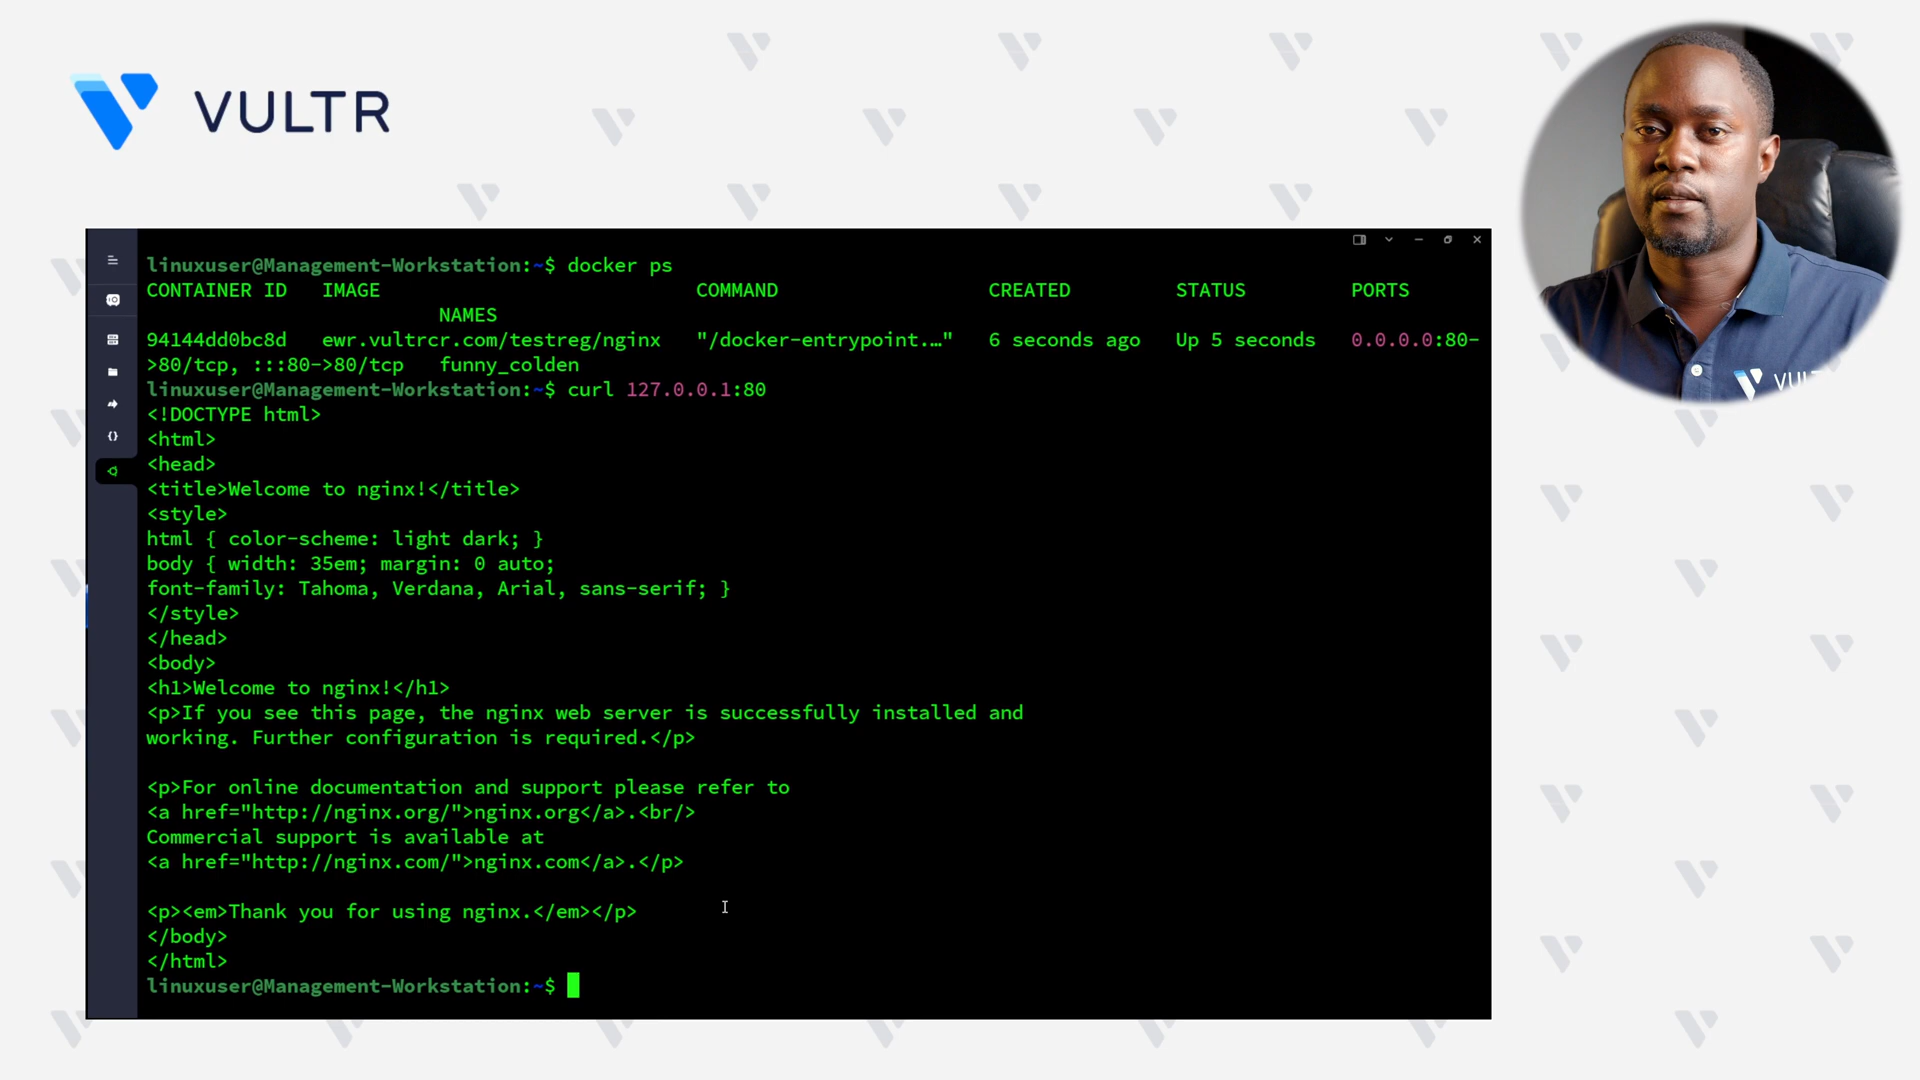 VULTR
linuxuser@Management-Workstation:~$ docker ps
CONTAINER ID   IMAGE                           COMMAND                  CREATED         STATUS         PORTS
                         NAMES
94144dd0bc8d   ewr.vultrcr.com/testreg/nginx   "/docker-entrypoint.…"   6 seconds ago   Up 5 seconds   0.0.0.0:80-
>80/tcp, :::80->80/tcp   funny_colden
linuxuser@Management-Workstation:~$ curl 127.0.0.1:80
<!DOCTYPE html>
<html>
<head>
<title>Welcome to nginx!</title>
<style>
html { color-scheme: light dark; }
body { width: 35em; margin: 0 auto;
font-family: Tahoma, Verdana, Arial, sans-serif; }
</style>
</head>
<body>
<h1>Welcome to nginx!</h1>
<p>If you see this page, the nginx web server is successfully installed and
working. Further configuration is required.</p>

<p>For online documentation and support please refer to
<a href="http://nginx.org/">nginx.org</a>.<br/>
Commercial support is available at
<a href="http://nginx.com/">nginx.com</a>.</p>

<p><em>Thank you for using nginx.</em></p>
</body>
</html>
linuxuser@Management-Workstation:~$